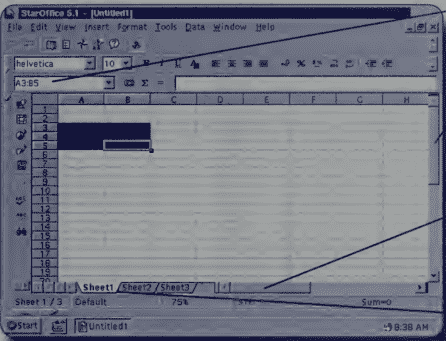 StarOffice 5.1 - [Untitled1]
File Edit View Insert Format Tools Data Window Help
helvetica 10 B I U A
% %
A3:B5 Σ =
A B C D E F G H
1
2
3
4
5
6
7
8
9
10
11
12
13
14
15
16
17
18
19
Sheet1 Sheet2 Sheet3
Sheet 1 / 3 Default 75% STD Sum=0
Start Untitled1 8:38 AM